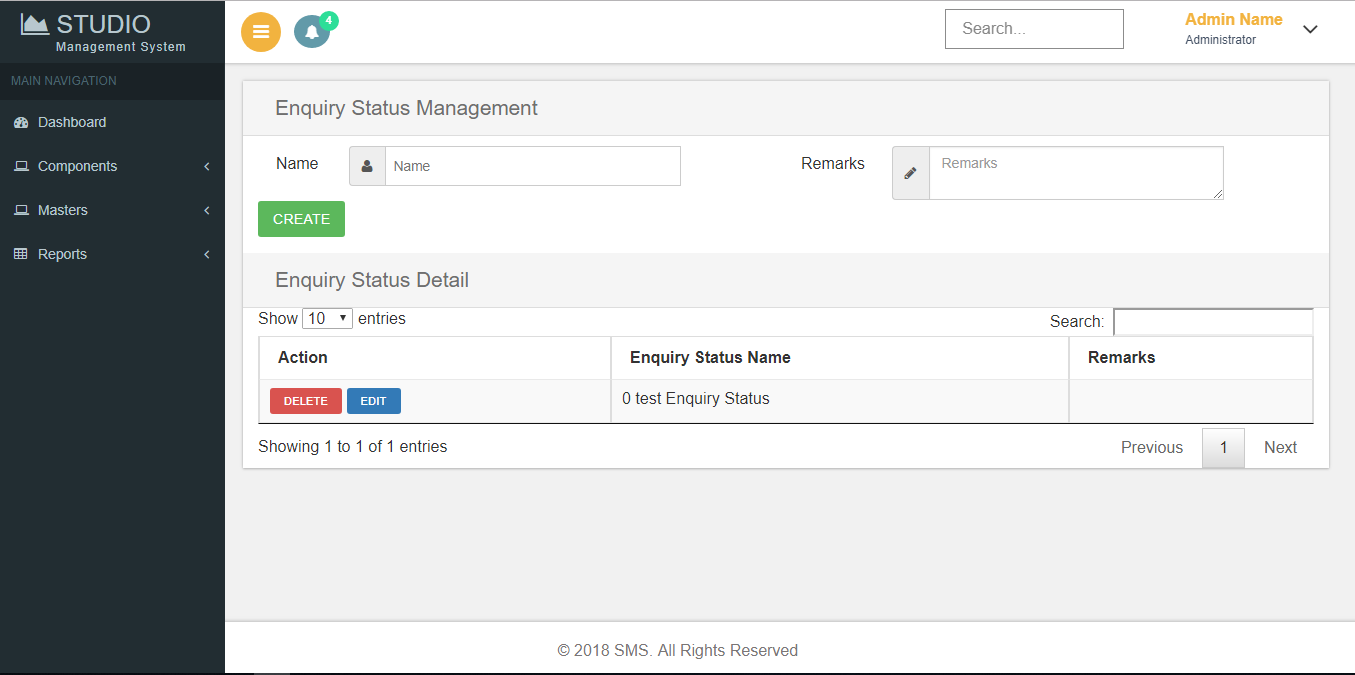 STUDIO
Management System
4
Search...
Admin Name
Administrator
MAIN NAVIGATION
Dashboard
Components
Masters
Reports
Enquiry Status Management
Name
Name
Remarks
Remarks
CREATE
Enquiry Status Detail
Show 10 entries
Search:
Action Enquiry Status Name Remarks
DELETE EDIT 0 test Enquiry Status
Showing 1 to 1 of 1 entries
Previous 1 Next
© 2018 SMS. All Rights Reserved